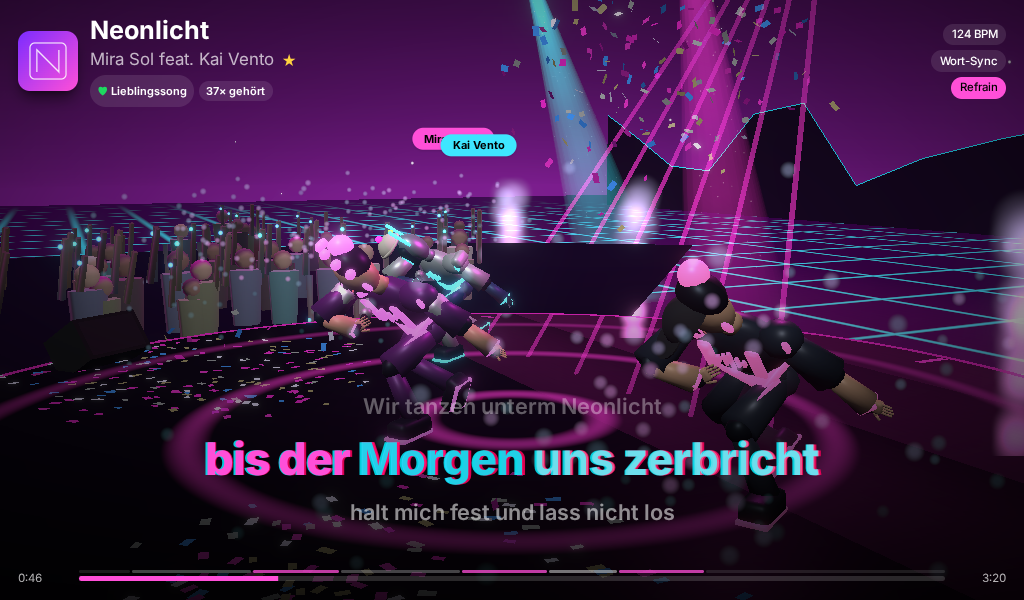 Neonlicht
Mira Sol feat. Kai Vento ★
Lieblingssong
37× gehört
124 BPM
Wort-Sync
Refrain
Kai Vento
Wir tanzen unterm Neonlicht
bis der Morgen uns zerbricht
halt mich fest und lass nicht los
0:46
3:20